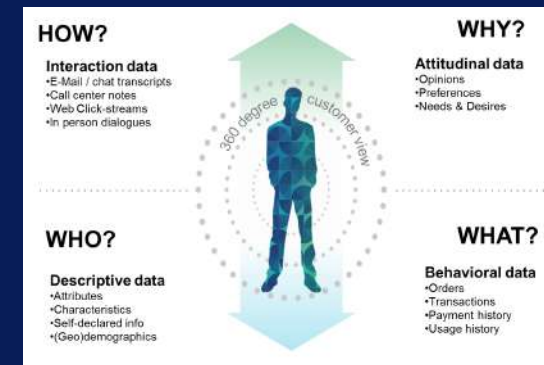 HOW?
Interaction data
•E-Mail / chat transcripts
•Call center notes
•Web Click-streams
•In person dialogues
WHY?
Attitudinal data
•Opinions
•Preferences
•Needs & Desires
360 degree customer view
WHO?
Descriptive data
•Attributes
•Characteristics
•Self-declared info
•(Geo)demographics
WHAT?
Behavioral data
•Orders
•Transactions
•Payment history
•Usage history